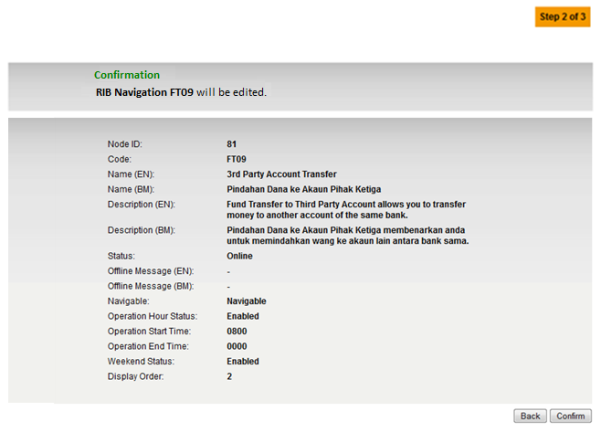 Step 2 of 3
Confirmation
RIB Navigation FT09 will be edited.
Node ID: 81
Code: FT09
Name (EN): 3rd Party Account Transfer
Name (BM): Pindahan Dana ke Akaun Pihak Ketiga
Description (EN): Fund Transfer to Third Party Account allows you to transfer
money to another account of the same bank.
Description (BM): Pindahan Dana ke Akaun Pihak Ketiga membenarkan anda
untuk memindahkan wang ke akaun lain antara bank sama.
Status: Online
Offline Message (EN): -
Offline Message (BM): -
Navigable: Navigable
Operation Hour Status: Enabled
Operation Start Time: 0800
Operation End Time: 0000
Weekend Status: Enabled
Display Order: 2
Back Confirm